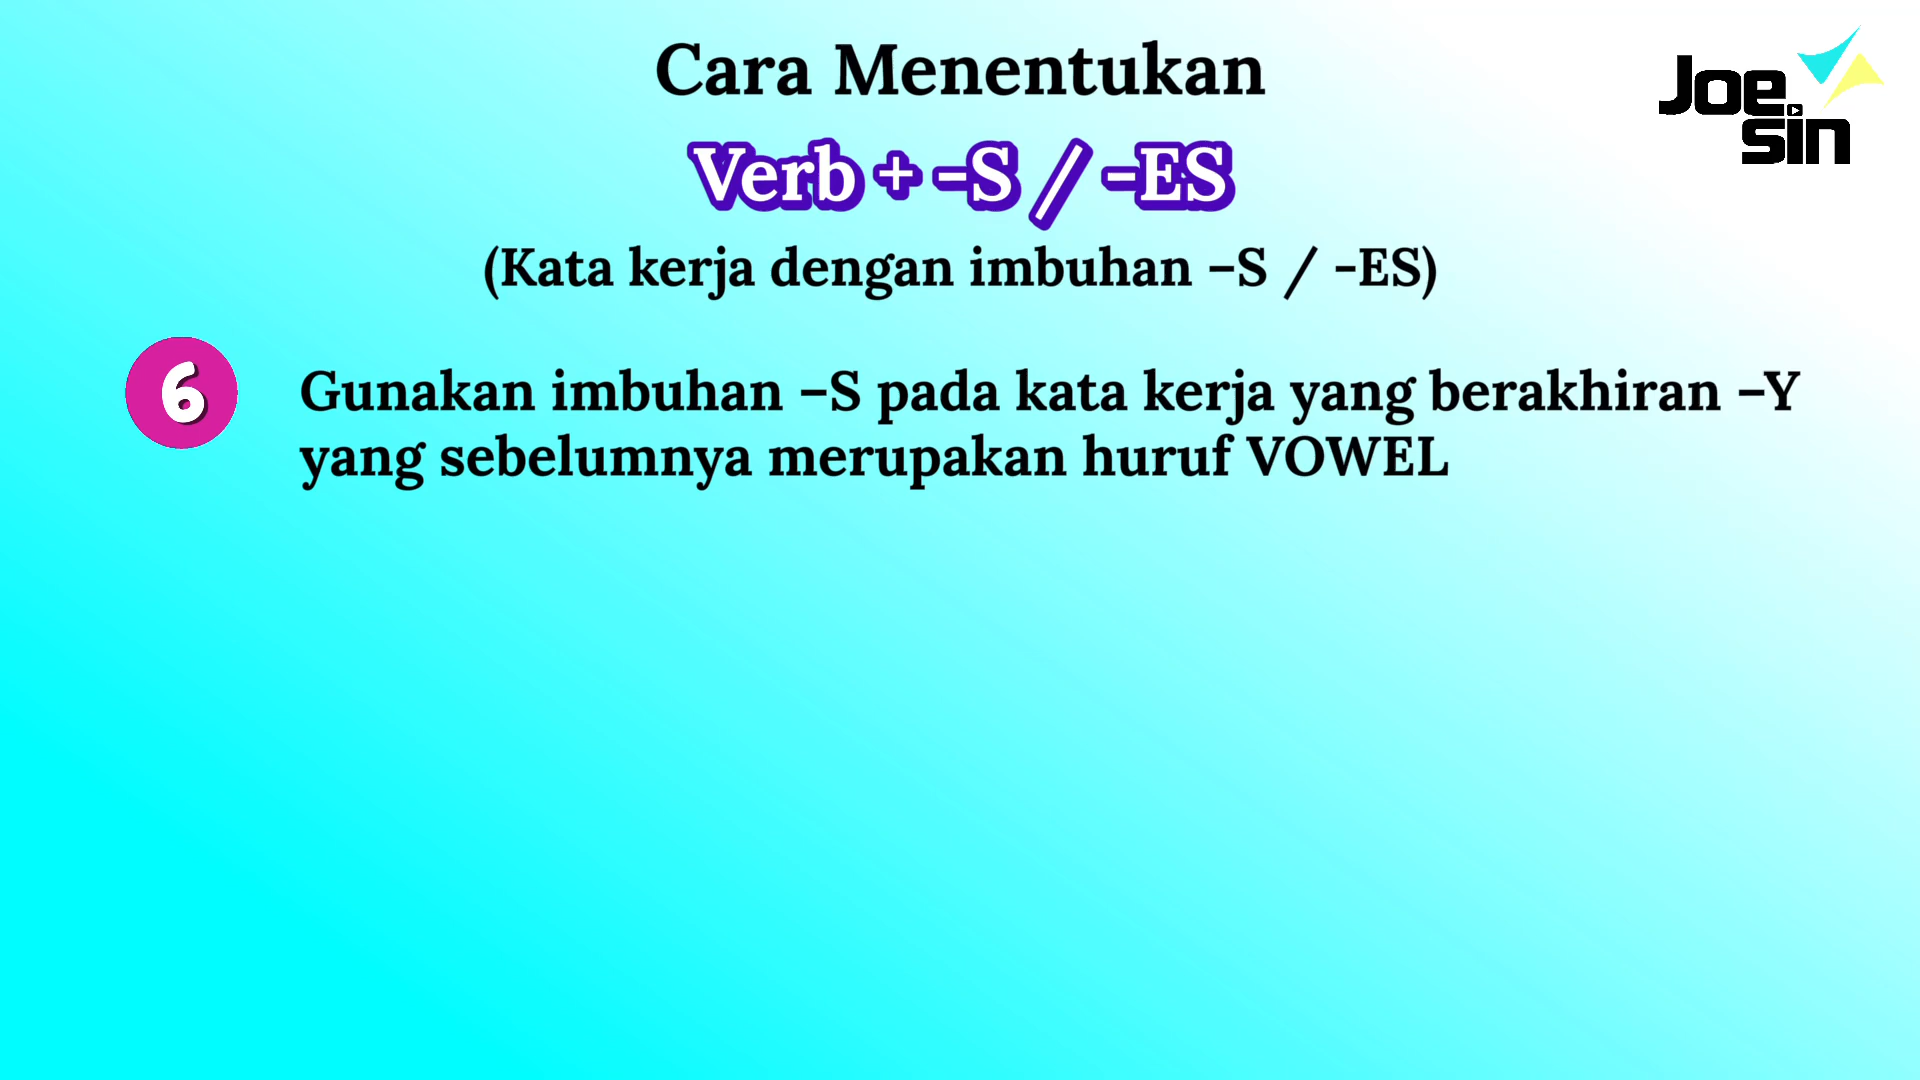 Cara Menentukan
Joe
sin
Verb + -S / -ES
(Kata kerja dengan imbuhan –S / -ES)
6
Gunakan imbuhan –S pada kata kerja yang berakhiran –Y
yang sebelumnya merupakan huruf VOWEL